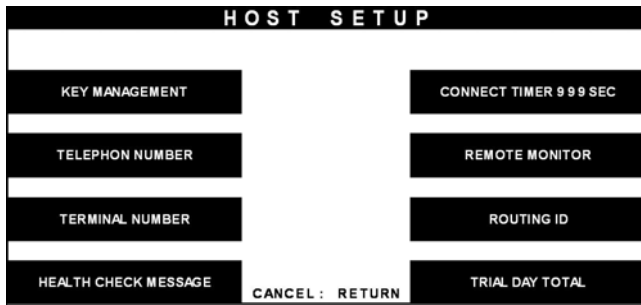 HOST SETUP
KEY MANAGEMENT
CONNECT TIMER 999 SEC
TELEPHON NUMBER
REMOTE MONITOR
TERMINAL NUMBER
ROUTING ID
HEALTH CHECK MESSAGE
CANCEL: RETURN
TRIAL DAY TOTAL